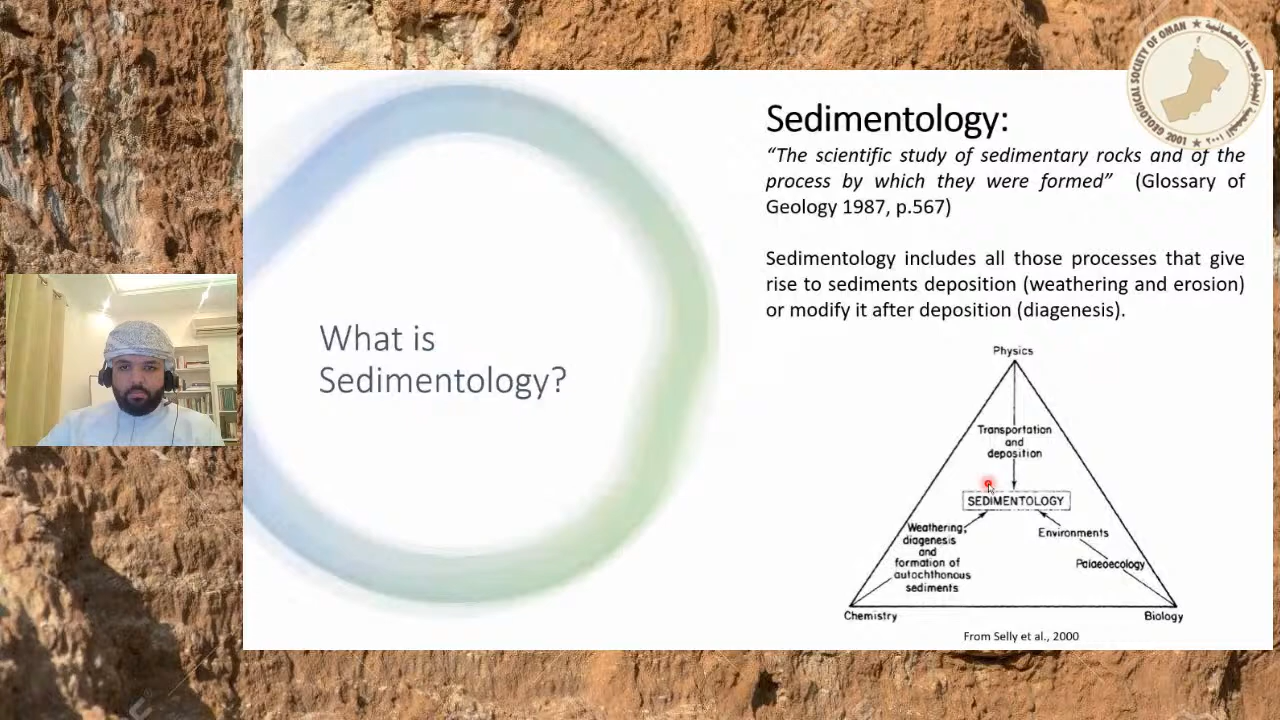 What is
Sedimentology?
Sedimentology:
“The scientific study of sedimentary rocks and of the
process by which they were formed” (Glossary of
Geology 1987, p.567)
Sedimentology includes all those processes that give
rise to sediments deposition (weathering and erosion)
or modify it after deposition (diagenesis).
Physics
Transportation
and
deposition
SEDIMENTOLOGY
Weathering,
diagenesis
and
formation of
autochthonous
sediments
Environments
Palaeoecology
Chemistry
Biology
From Selly et al., 2000
GEOLOGICAL SOCIETY OF OMAN
2001 ٢٠٠١